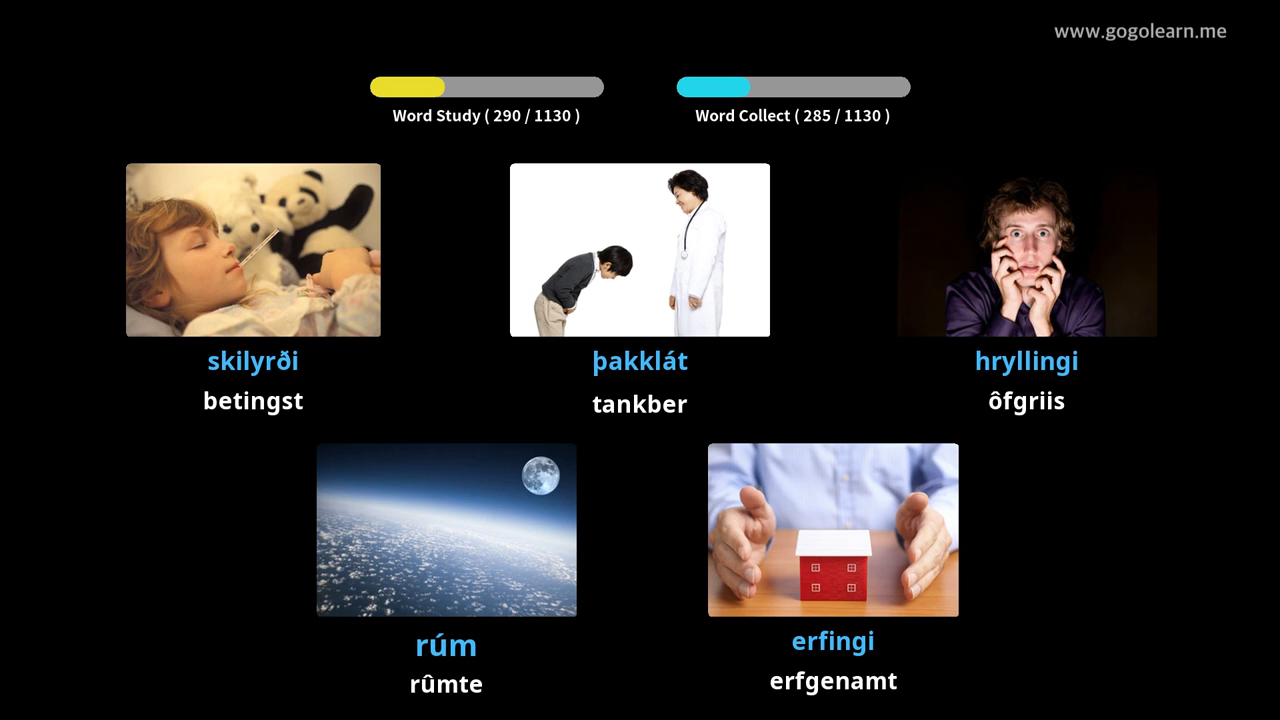 www.gogolearn.me
Word Study ( 290 / 1130 )
Word Collect ( 285 / 1130 )
skilyrði
betingst
þakklát
tankber
hryllingi
ôfgriis
rúm
rûmte
erfingi
erfgenamt